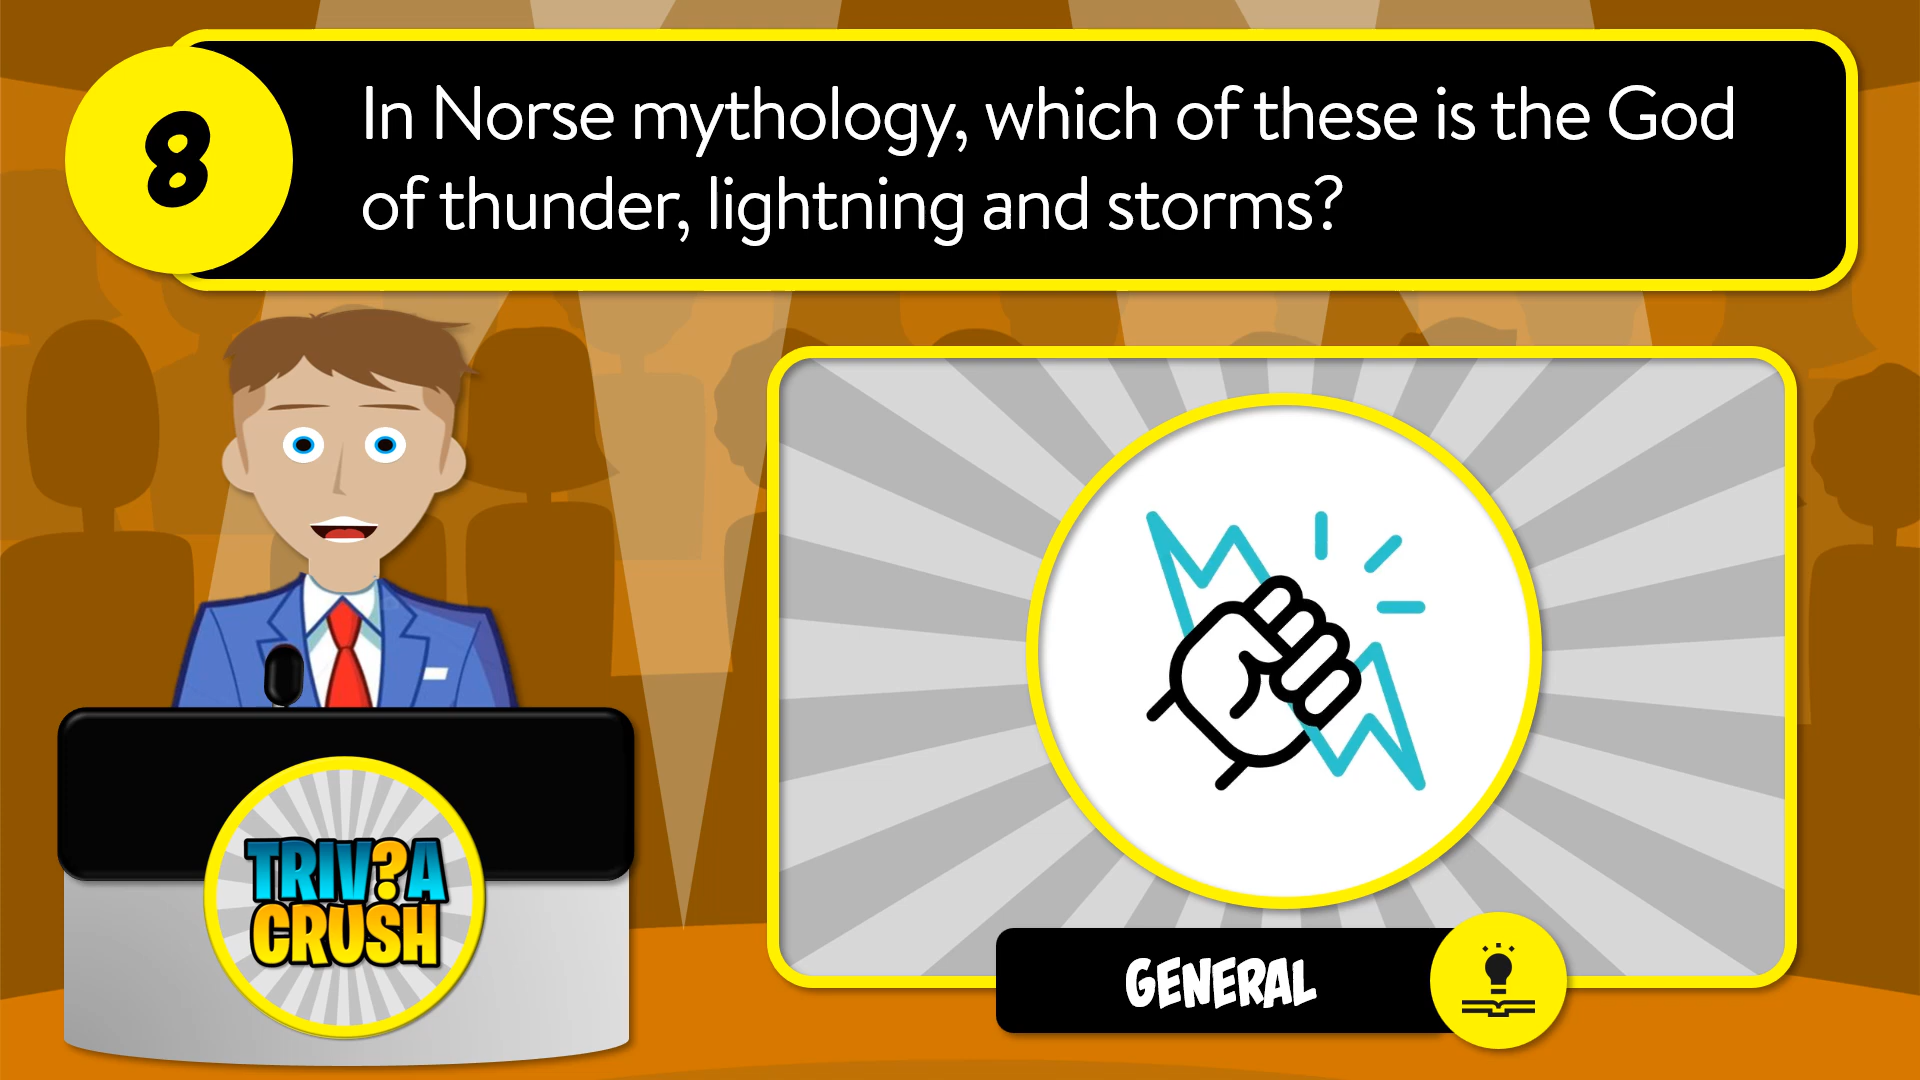 8
In Norse mythology, which of these is the God
of thunder, lightning and storms?
TRIV?A
CRUSH
GENERAL